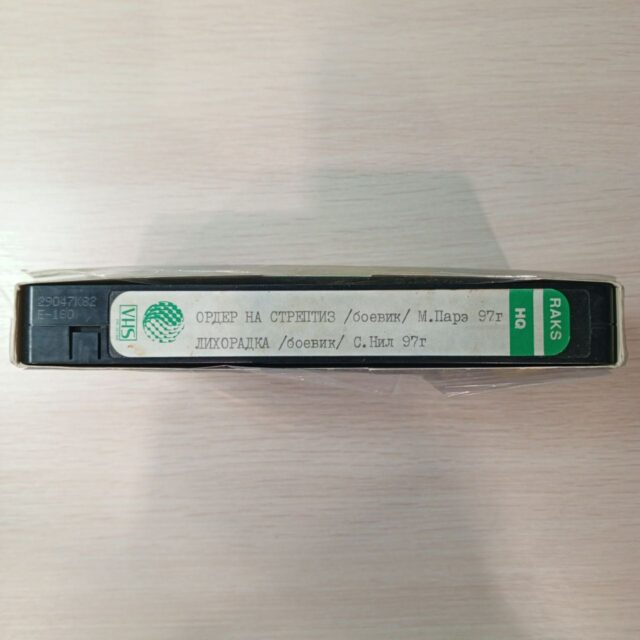 29047K82
E-180
VHS
ОРДЕР НА СТРЕПТИЗ /боевик/ М.Парэ 97г
ЛИХОРАДКА /боевик/ С.Нил 97г
RAKS
HQ